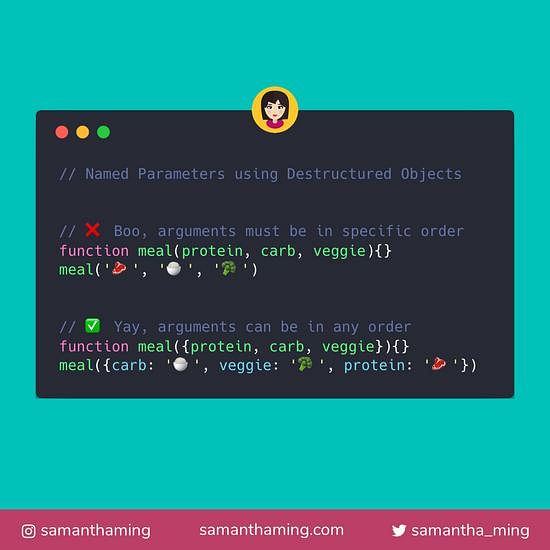 // Named Parameters using Destructured Objects
// ❌ Boo, arguments must be in specific order
function meal(protein, carb, veggie){}
meal('🥩', '🍚', '🥦')
// ✅ Yay, arguments can be in any order
function meal({protein, carb, veggie}){}
meal({carb: '🍚', veggie: '🥦', protein: '🥩'})
samanthaming samanthaming.com samantha_ming